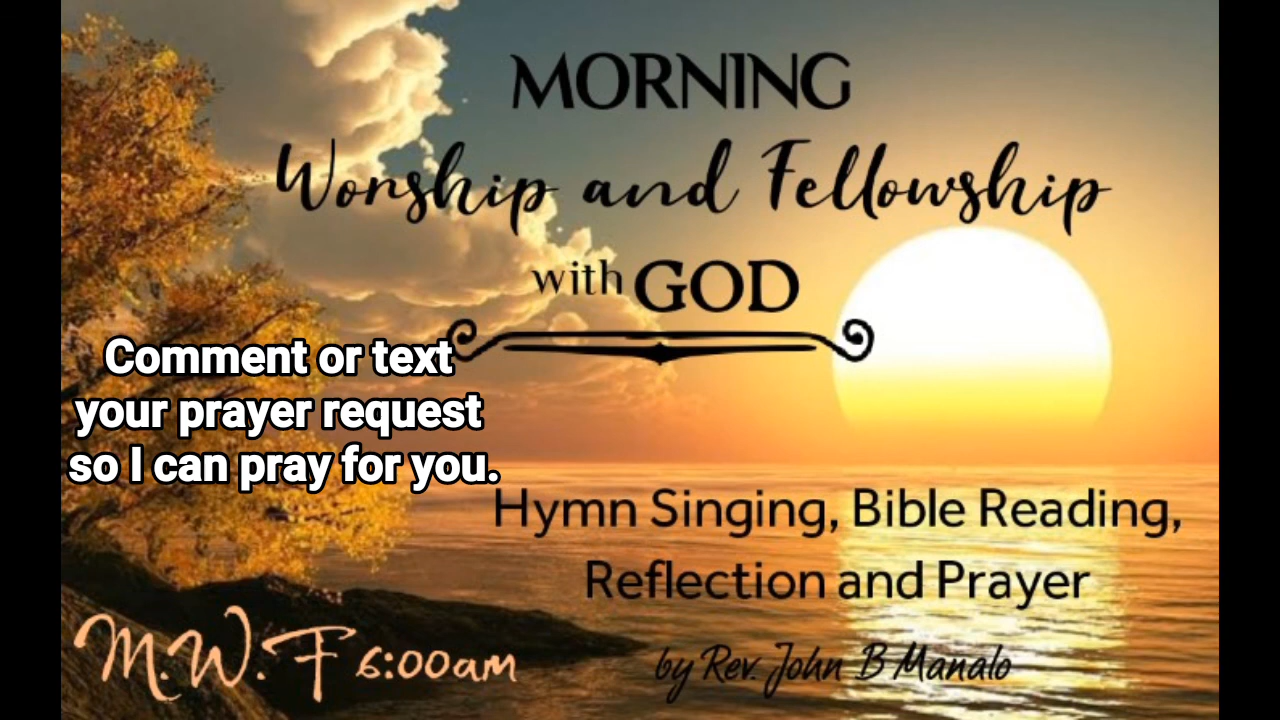 MORNING
Worship and Fellowship
with GOD
Comment or text
your prayer request
so I can pray for you.
Hymn Singing, Bible Reading,
Reflection and Prayer
M.W.F 6:00am
by Rev. John B Manalo